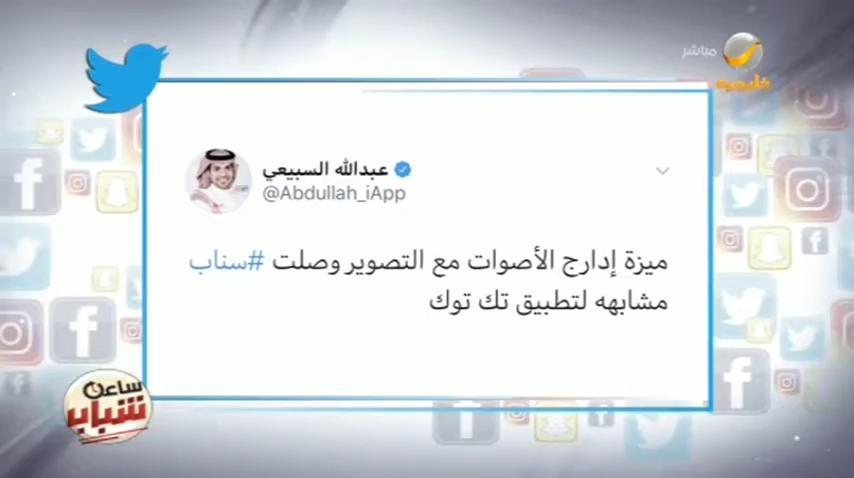 مباشر
خليجية
عبدالله السبيعي
@Abdullah_iApp
ميزة إدارج الأصوات مع التصوير وصلت #سناب
مشابهه لتطبيق تك توك
ساعة
شباب